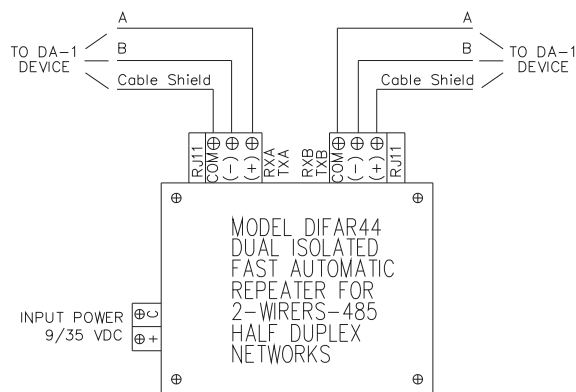 A
B
Cable Shield
TO DA-1
DEVICE
A
B
Cable Shield
TO DA-1
DEVICE
RJ11
COM
(-)
(+)
RXA
TXA
RXB
TXB
COM
(-)
(+)
RJ11
MODEL DIFAR44
DUAL ISOLATED
FAST AUTOMATIC
REPEATER FOR
2-WIRERS-485
HALF DUPLEX
NETWORKS
INPUT POWER
9/35 VDC
C
+